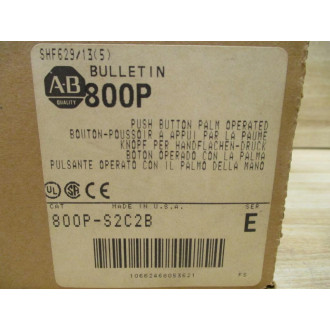 SHF629/13(5)
BULLETIN
A-B
QUALITY
800P
PUSH BUTTON PALM OPERATED
BOUTON-POUSSOIR A APPUI PAR LA PAUME
KNOPF PER HANDFLACHEN-DRUCK
BOTON OPERADO CON LA PALMA
PULSANTE OPERATO CON IL PALMO DELLA MANO
UL SA CE
CAT MADE IN U.S.A. SER
800P-S2C2B E